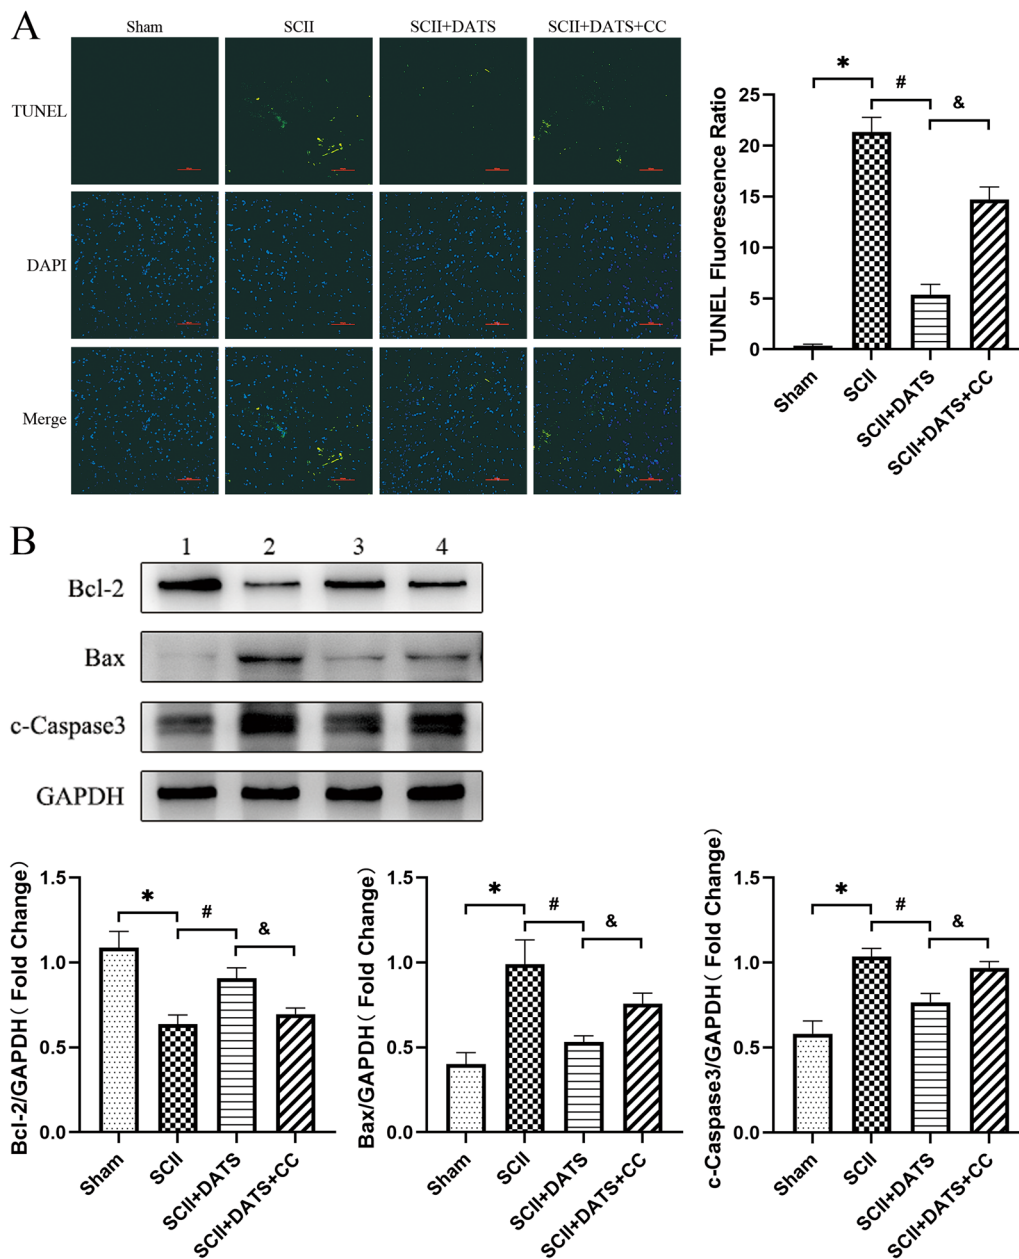 A
Sham SCII SCII+DATS SCII+DATS+CC
TUNEL
DAPI
Merge
TUNEL Fluorescence Ratio
25
20
15
10
5
0
* # &
Sham SCII SCII+DATS SCII+DATS+CC
B
1 2 3 4
Bcl-2
Bax
c-Caspase3
GAPDH
Bcl-2/GAPDH( Fold Change)
1.5
1.0
0.5
0.0
* # &
Sham SCII SCII+DATS SCII+DATS+CC
Bax/GAPDH( Fold Change)
1.5
1.0
0.5
0.0
* # &
Sham SCII SCII+DATS SCII+DATS+CC
c-Caspase3/GAPDH( Fold Change)
1.5
1.0
0.5
0.0
* # &
Sham SCII SCII+DATS SCII+DATS+CC